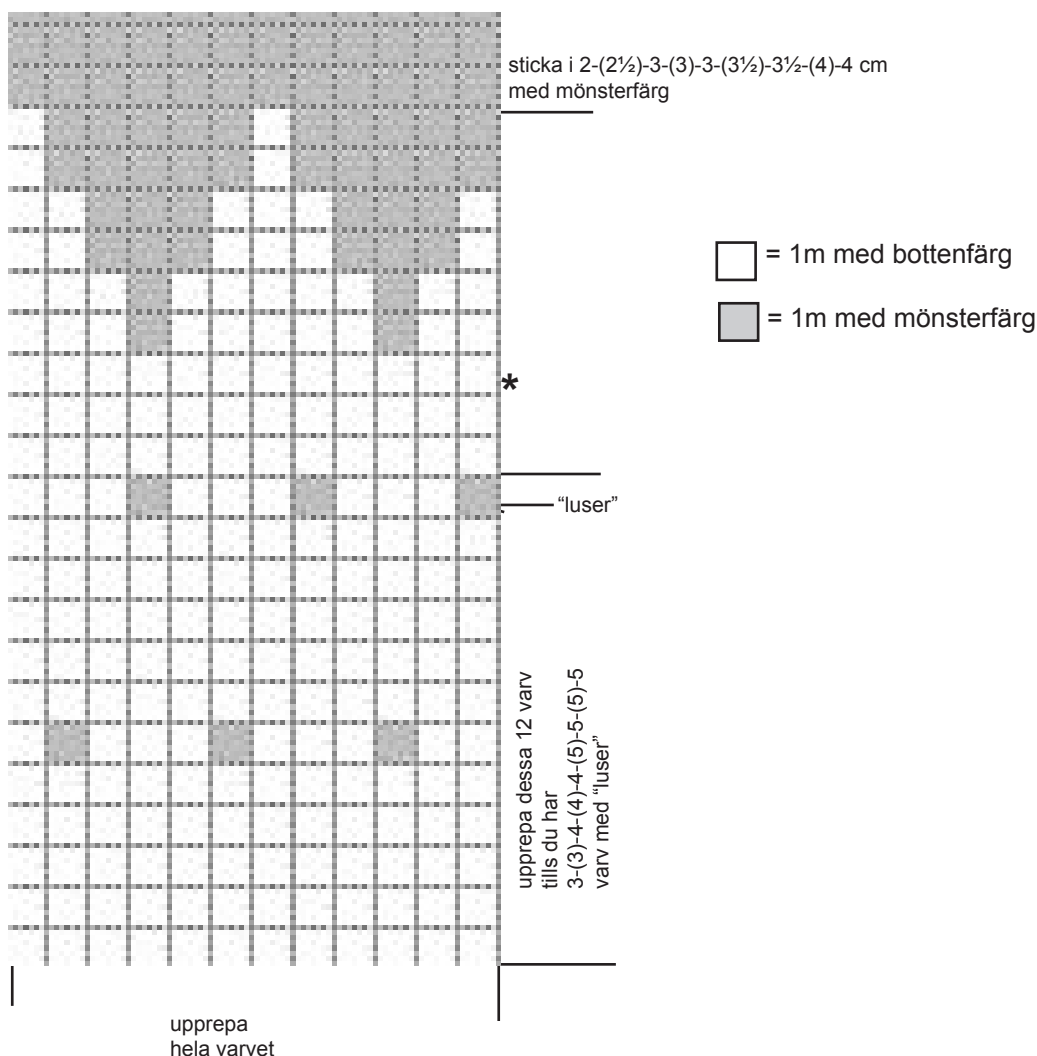 sticka i 2-(2½)-3-(3)-3-(3½)-3½-(4)-4 cm
med mönsterfärg
= 1m med bottenfärg
= 1m med mönsterfärg
*
“luser”
upprepa dessa 12 varv
tills du har
3-(3)-4-(4)-4-(5)-5-(5)-5
varv med “luser”
upprepa
hela varvet